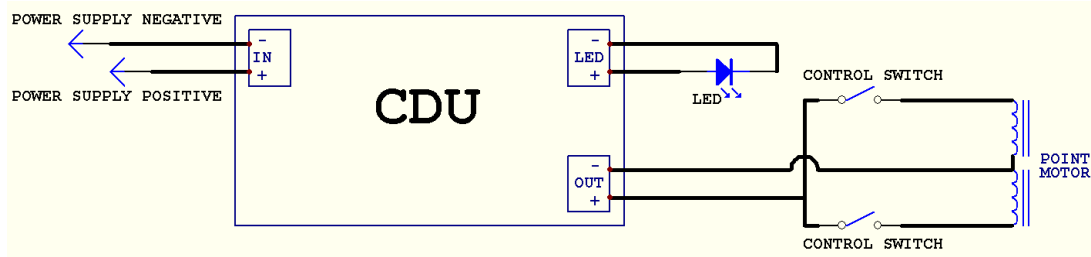 POWER SUPPLY NEGATIVE
-
IN
+
POWER SUPPLY POSITIVE
CDU
-
LED
+
LED
CONTROL SWITCH
-
OUT
+
POINT
MOTOR
CONTROL SWITCH